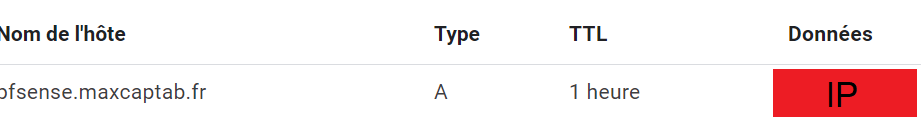 Nom de l'hôte Type TTL Données
pfsense.maxcaptab.fr A 1 heure IP